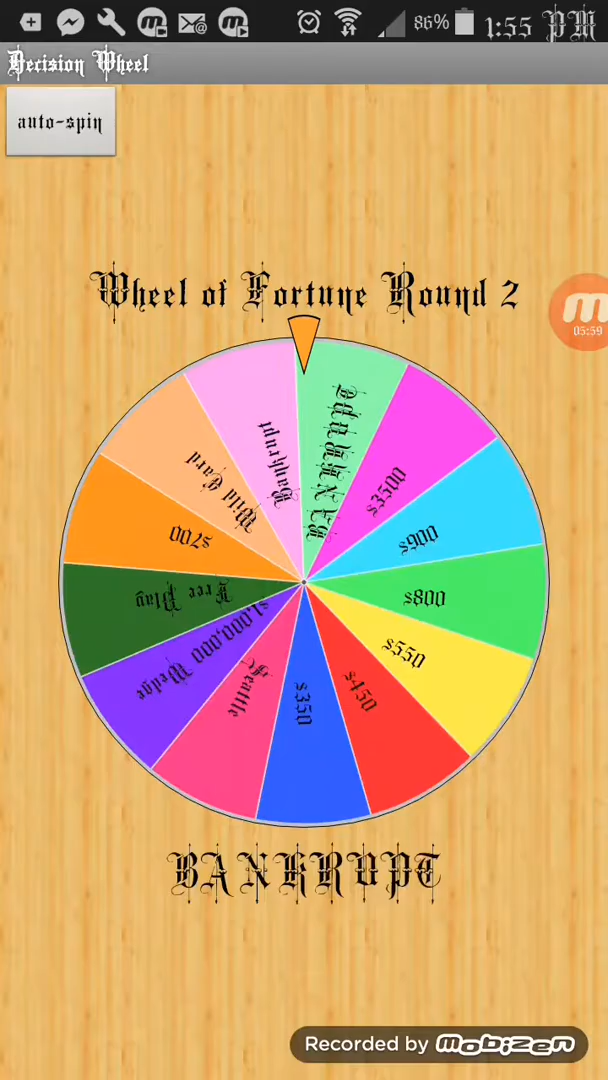 86% 1:55 PM
Decision Wheel
auto-spin
Wheel of Fortune Round 2
05:59
BANKRUPT
$3500
$900
$800
$550
$450
$350
Seattle
$1,000,000 Wedge
Free Play
$700
Wild Card
Bankrupt
BANKRUPT
Recorded by mobizen